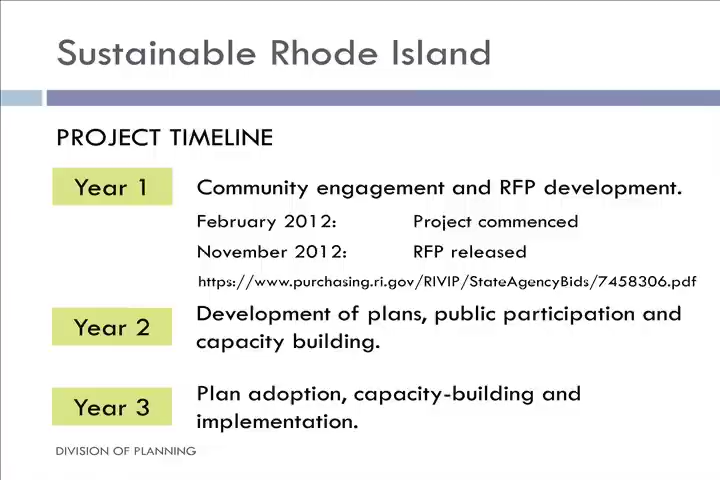 Sustainable Rhode Island
PROJECT TIMELINE
Year 1
Community engagement and RFP development.
February 2012: Project commenced
November 2012: RFP released
https://www.purchasing.ri.gov/RIVIP/StateAgencyBids/7458306.pdf
Year 2
Development of plans, public participation and
capacity building.
Year 3
Plan adoption, capacity-building and
implementation.
DIVISION OF PLANNING